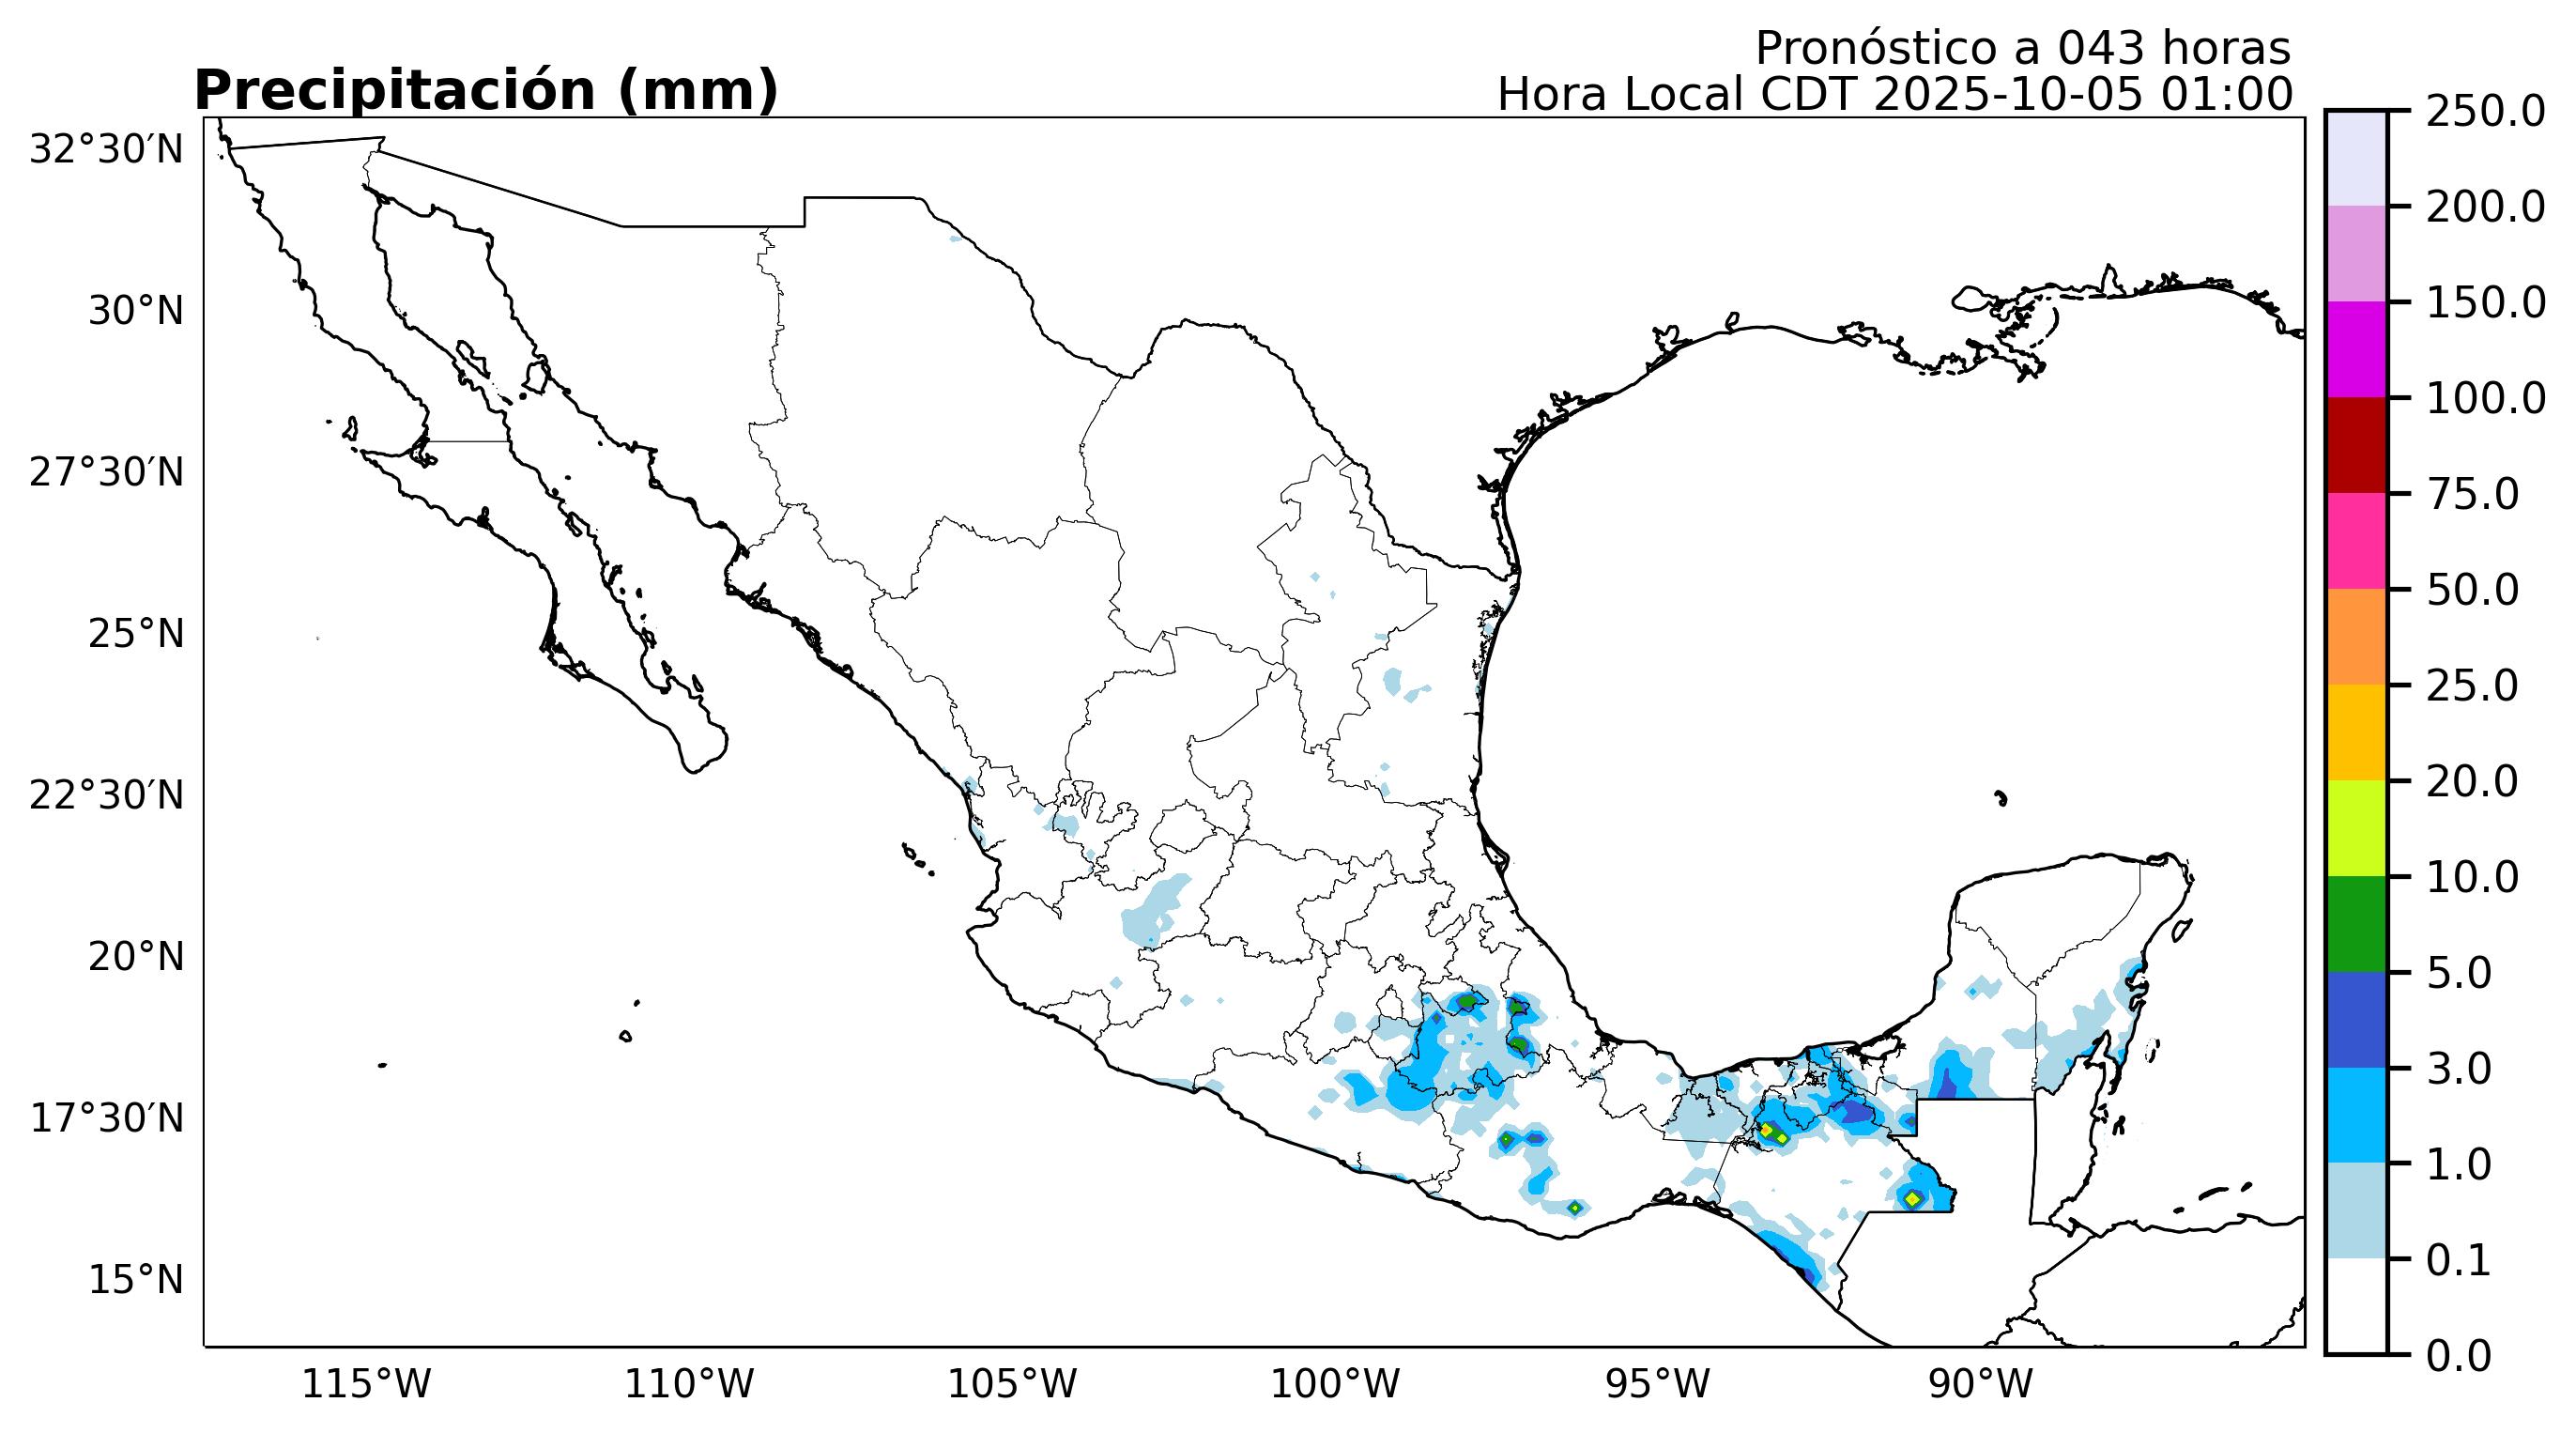 Pronóstico a 043 horas
Precipitación (mm)
Hora Local CDT 2025-10-05 01:00
32°30′N
30°N
27°30′N
25°N
22°30′N
20°N
17°30′N
15°N
115°W
110°W
105°W
100°W
95°W
90°W
250.0
200.0
150.0
100.0
75.0
50.0
25.0
20.0
10.0
5.0
3.0
1.0
0.1
0.0